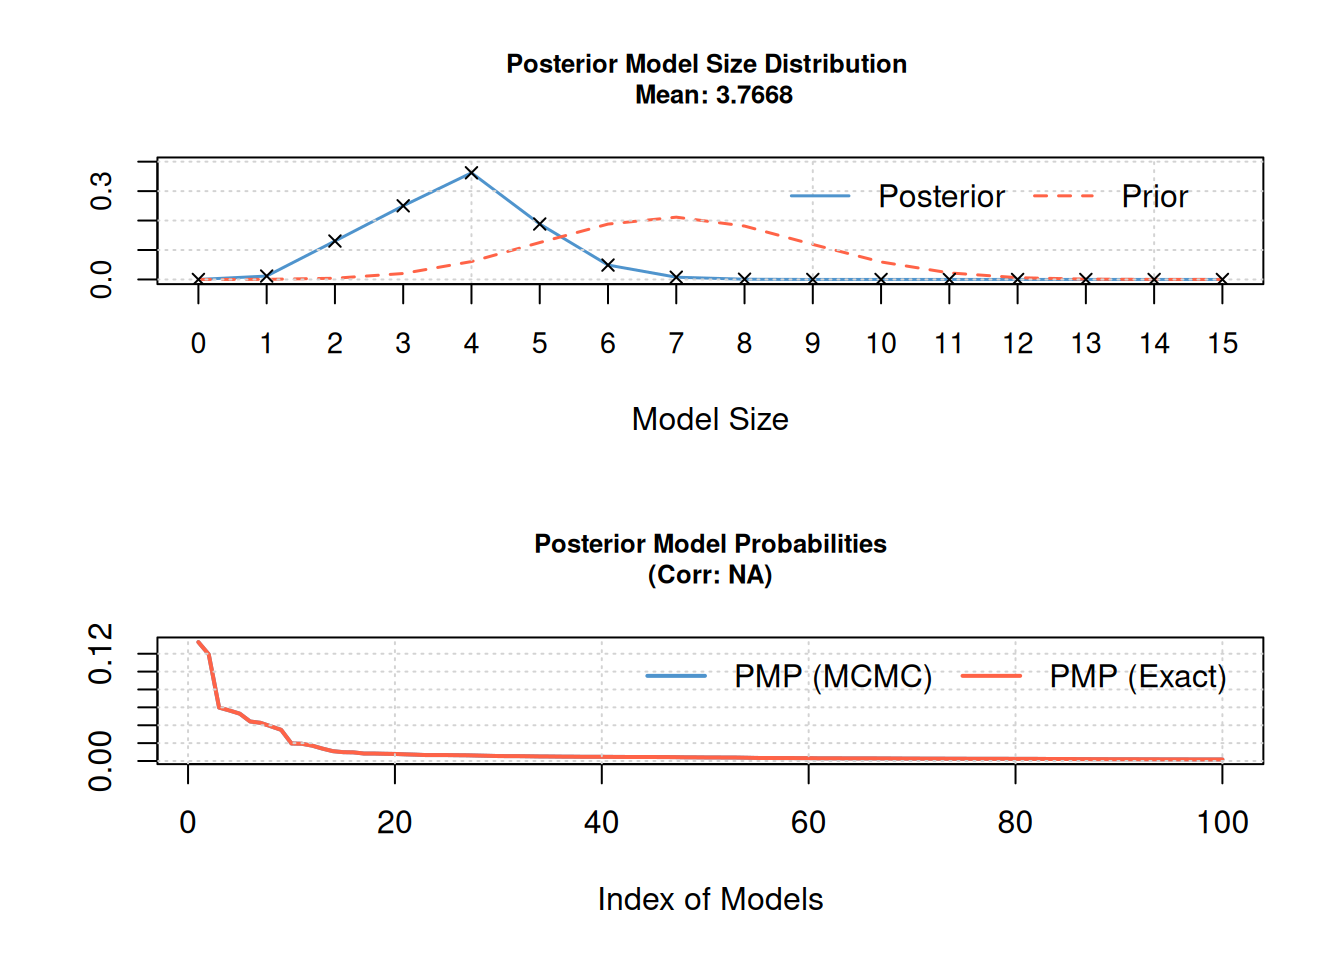 Posterior Model Size Distribution
Mean: 3.7668
0.3
0.0
Posterior
Prior
0 1 2 3 4 5 6 7 8 9 10 11 12 13 14 15
Model Size
Posterior Model Probabilities
(Corr: NA)
0.12
0.00
PMP (MCMC)
PMP (Exact)
0 20 40 60 80 100
Index of Models